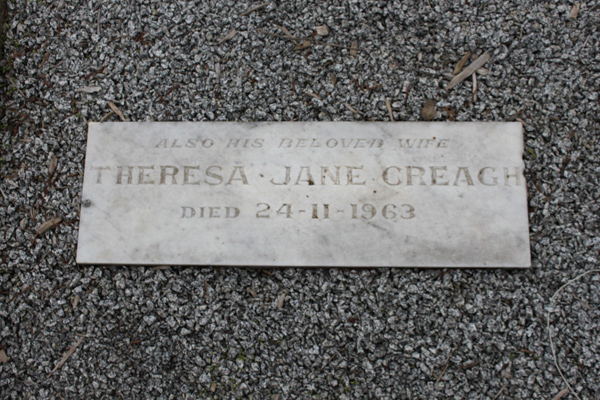 ALSO HIS BELOVED WIFE
THERESA · JANE CREAGH
DIED 24-11-1963